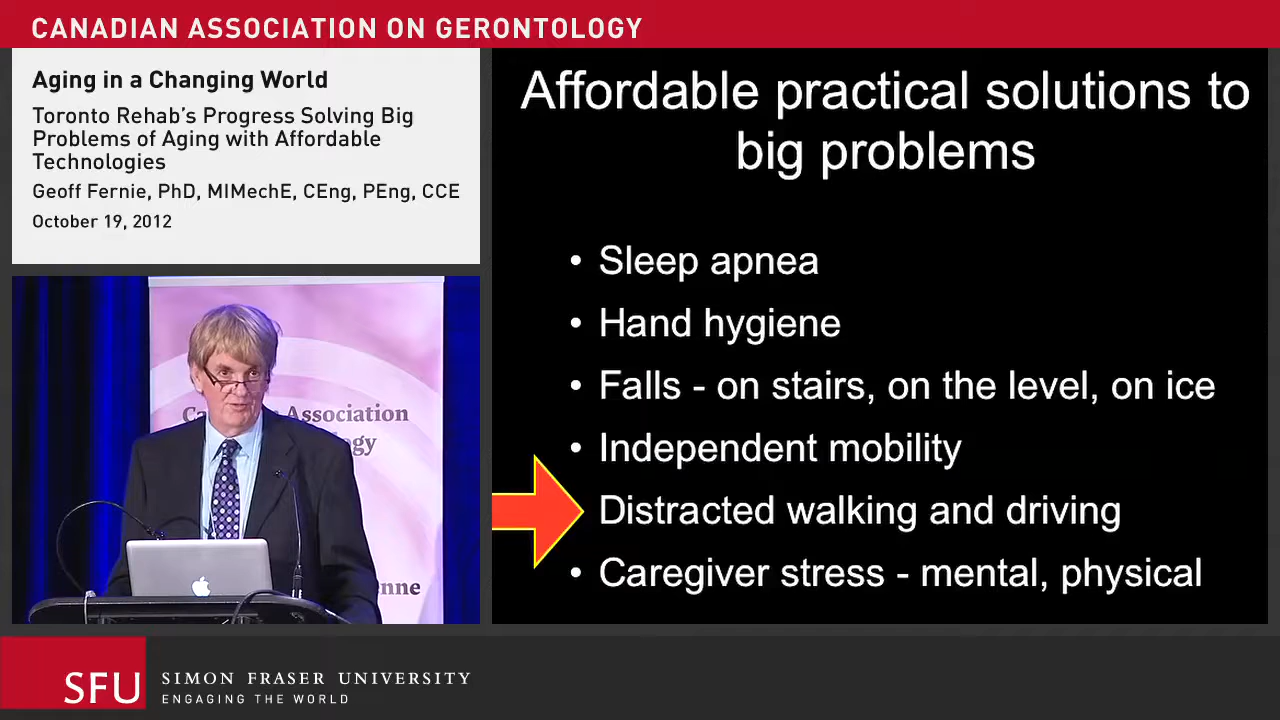 CANADIAN ASSOCIATION ON GERONTOLOGY
Aging in a Changing World
Toronto Rehab's Progress Solving Big
Problems of Aging with Affordable
Technologies
Geoff Fernie, PhD, MIMechE, CEng, PEng, CCE
October 19, 2012
Affordable practical solutions to
big problems
• Sleep apnea
• Hand hygiene
• Falls - on stairs, on the level, on ice
• Independent mobility
Distracted walking and driving
• Caregiver stress - mental, physical
Association
SFU
SIMON FRASER UNIVERSITY
ENGAGING THE WORLD